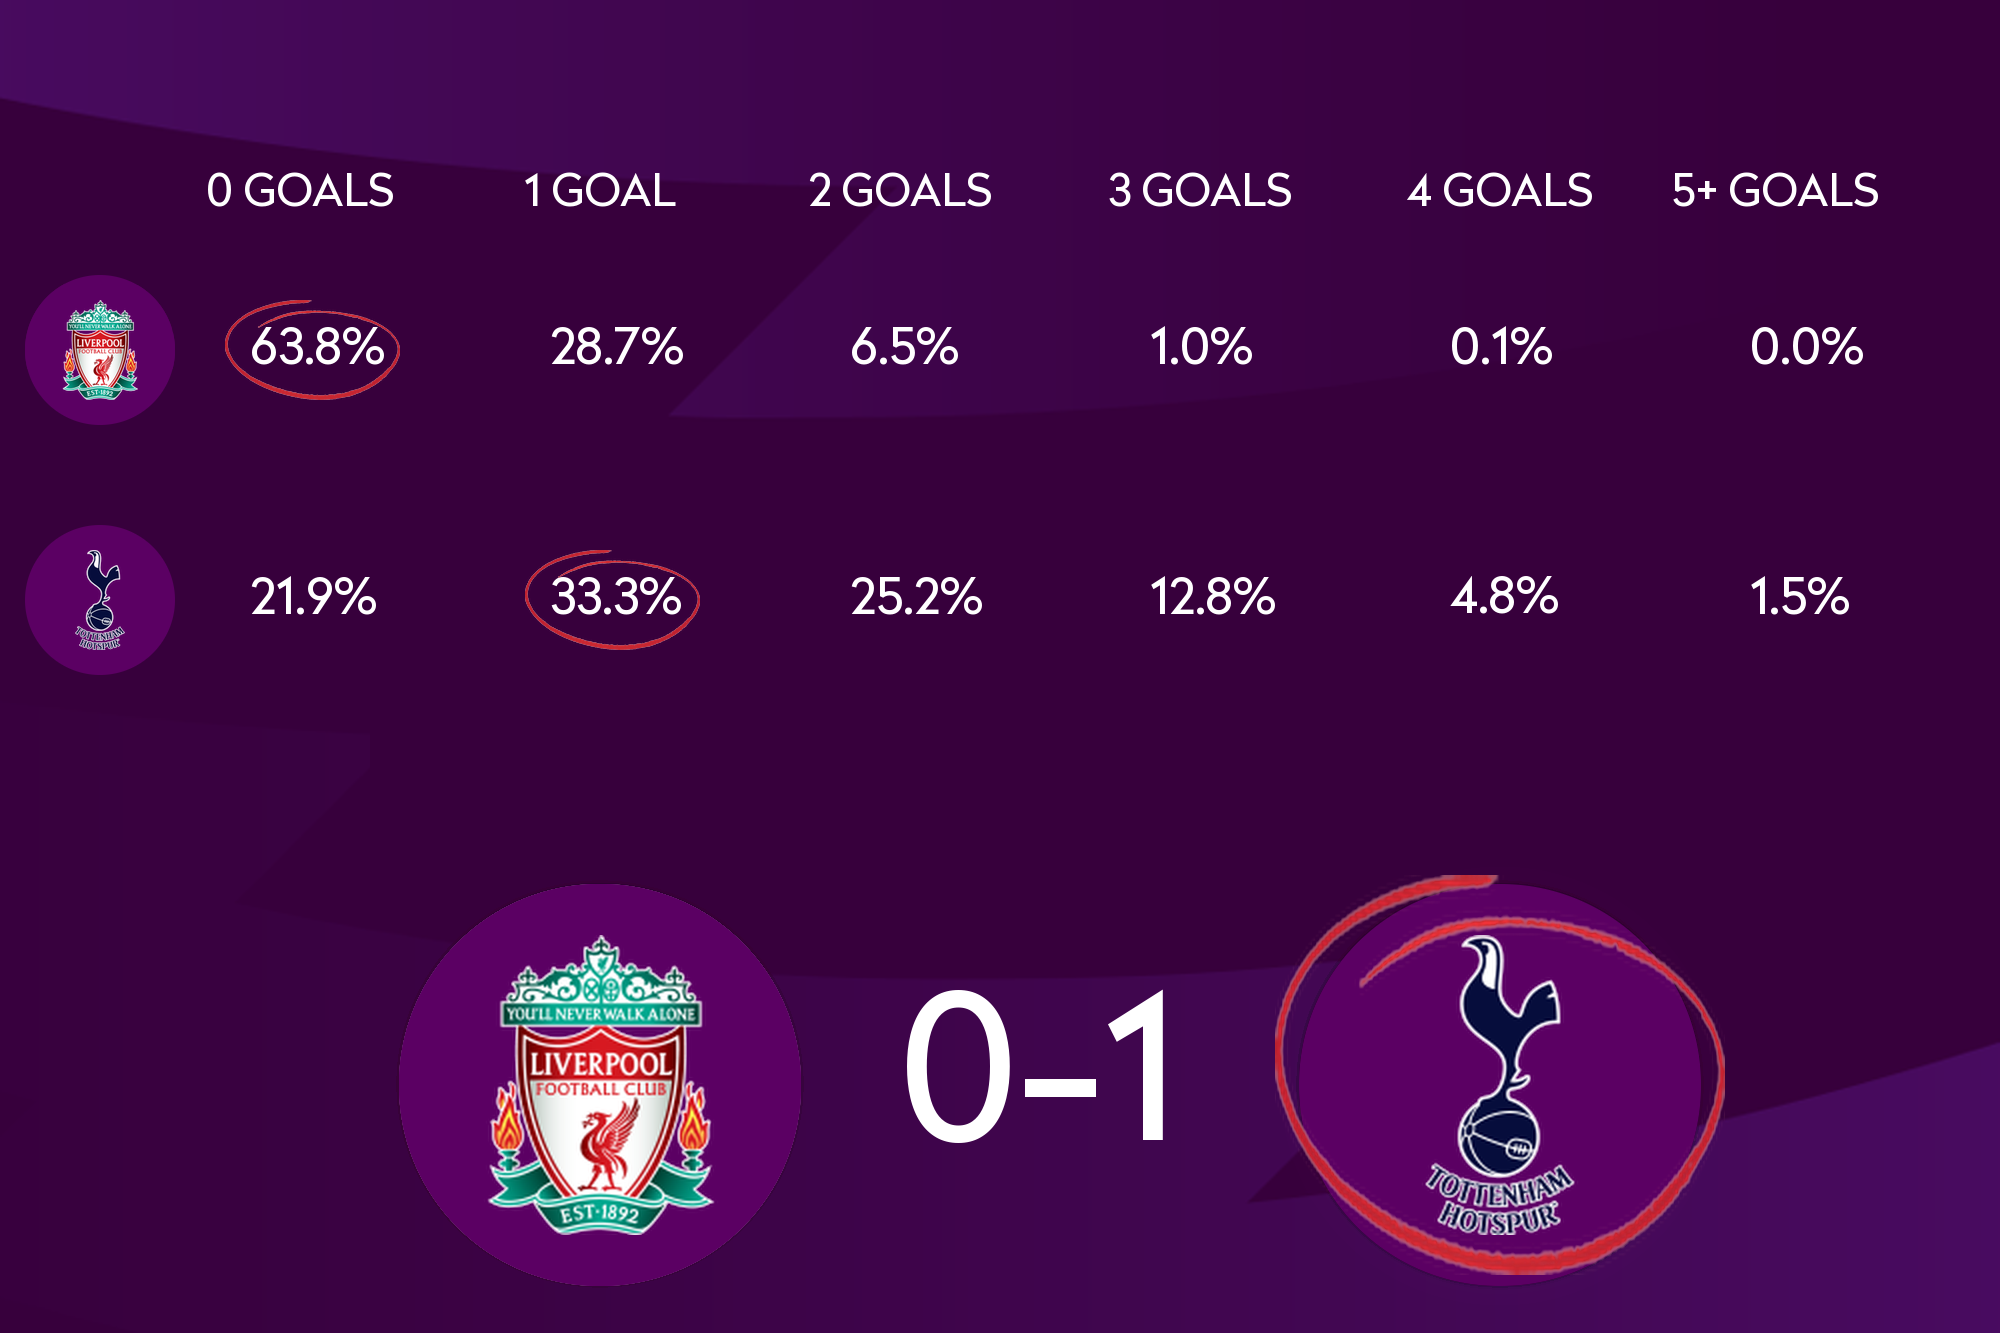 0 GOALS 1 GOAL 2 GOALS 3 GOALS 4 GOALS 5+ GOALS
YOU'LL NEVER WALK ALONE
LIVERPOOL
FOOTBALL CLUB
EST·1892
63.8% 28.7% 6.5% 1.0% 0.1% 0.0%
TOTTENHAM
HOTSPUR
21.9% 33.3% 25.2% 12.8% 4.8% 1.5%
YOU'LL NEVER WALK ALONE
LIVERPOOL
FOOTBALL CLUB
EST·1892
0-1
TOTTENHAM
HOTSPUR